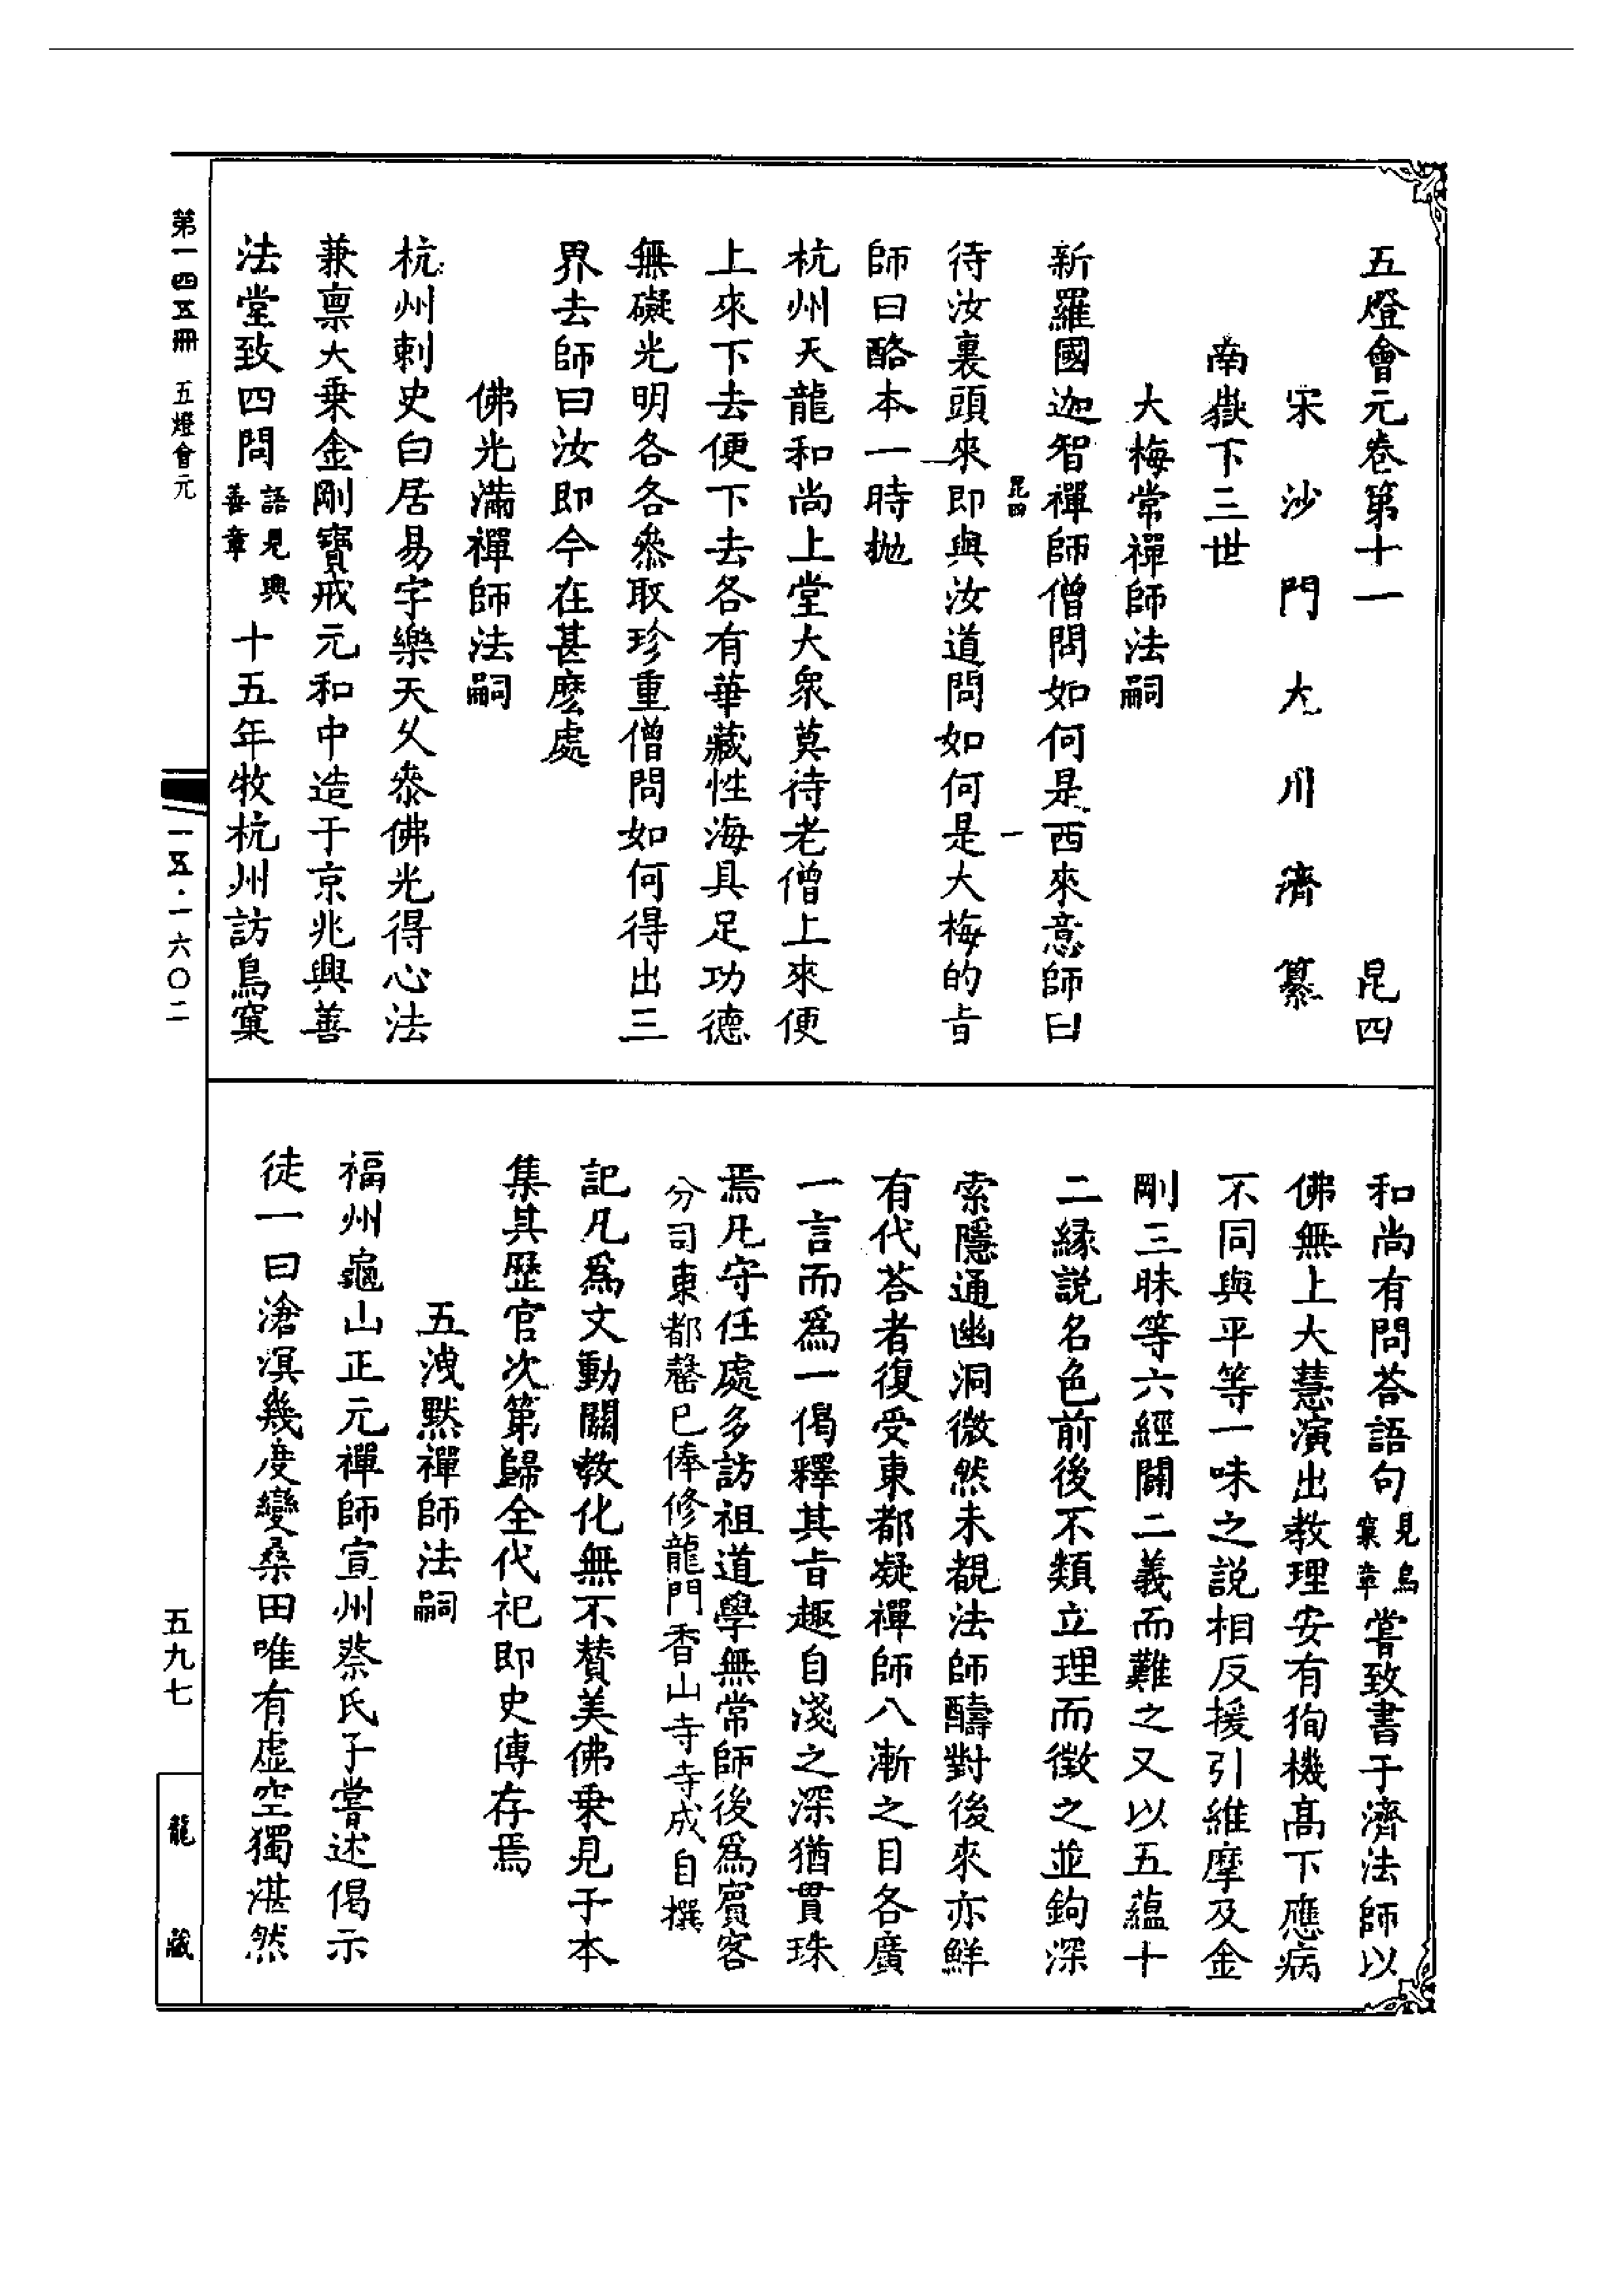 五燈會元卷第十一　昆四
宋沙門大川濟纂
南嶽下三世
大梅常禪師法嗣
新羅國迦智禪師僧問如何是西來意師曰
昆四　一
待汝裏頭來即與汝道問如何是大梅的旨
師曰酪本一時拋
杭州天龍和尚上堂大眾莫待老僧上來便
上來下去便下去各有華藏性海具足功德
無礙光明各各叅取珍重僧問如何得出三
界去師曰汝即今在甚麽處
佛光滿禪師法嗣
杭州刺史白居易字樂天久叅佛光得心法
兼稟大乘金剛寶戒元和中造于京兆興善
法堂致四問語見興善章十五年牧杭州訪鳥窠
和尚有問荅語句見鳥窠章嘗致書于濟法師以
佛無上大慧演出教理安有徇機高下應病
不同與平等一味之説相反援引維摩及金
剛三昧等六經闢二義而難之又以五蘊十
二緣説名色前後不類立理而徵之並鉤深
索隱通幽洞微然未覩法師醻對後來亦鮮
有代荅者復受東都凝禪師八漸之目各廣
一言而爲一偈釋其旨趣自淺之深猶貫珠
焉凡守任處多訪祖道學無常師後爲賓客
分司東都罄已俸修龍門香山寺寺成自撰
記凡爲文動關教化無不贊美佛乘見于本
集其歷官次第歸全代祀即史傳存焉
五洩默禪師法嗣
福州龜山正元禪師宣州蔡氏子嘗述偈示
徒一曰滄溟幾度變桑田唯有虛空獨湛然
第一四五冊　五燈會元
一五·一六〇二
五九七
龍藏